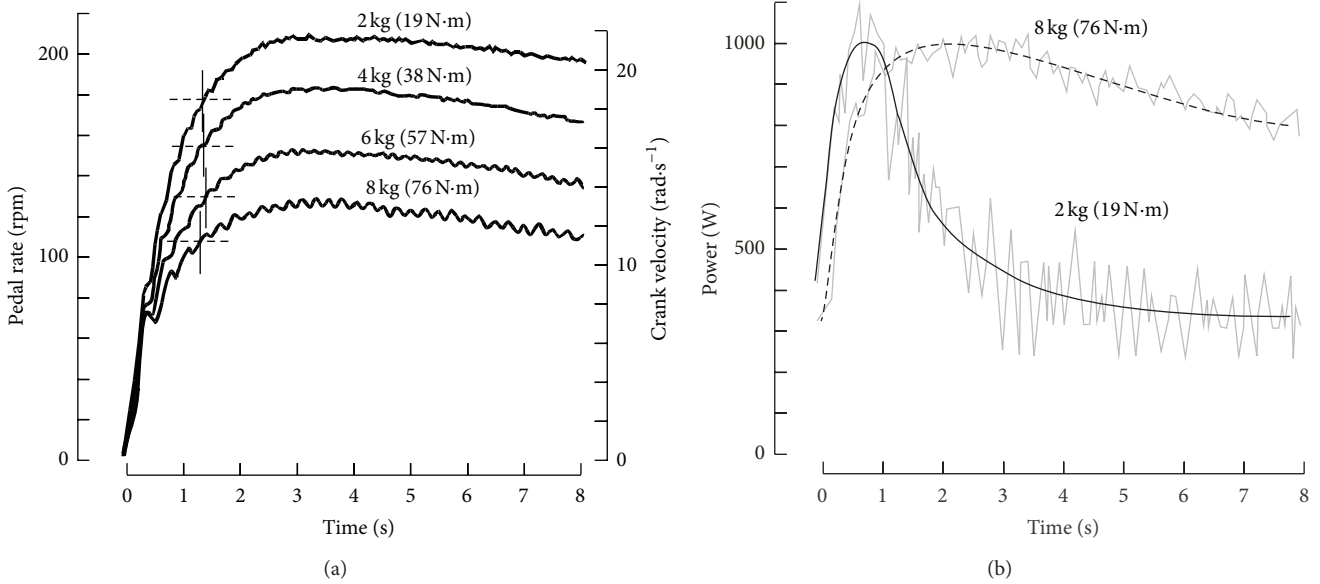 2 kg (19 N·m)
4 kg (38 N·m)
6 kg (57 N·m)
8 kg (76 N·m)
Pedal rate (rpm)
200
100
0
Crank velocity (rad·s⁻¹)
20
10
0
0 1 2 3 4 5 6 7 8
Time (s)
(a)
8 kg (76 N·m)
2 kg (19 N·m)
Power (W)
1000
500
0
0 1 2 3 4 5 6 7 8
Time (s)
(b)